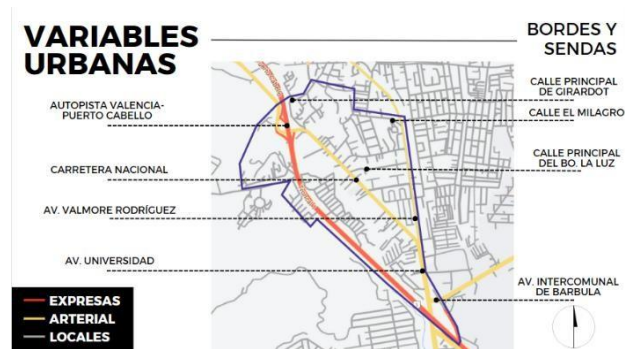 VARIABLES
URBANAS
BORDES Y
SENDAS
AUTOPISTA VALENCIA-
PUERTO CABELLO
CARRETERA NACIONAL
AV. VALMORE RODRÍGUEZ
AV. UNIVERSIDAD
CALLE PRINCIPAL
DE GIRARDOT
CALLE EL MILAGRO
CALLE PRINCIPAL
DEL BO. LA LUZ
AV. INTERCOMUNAL
DE BARBULA
EXPRESAS
ARTERIAL
LOCALES